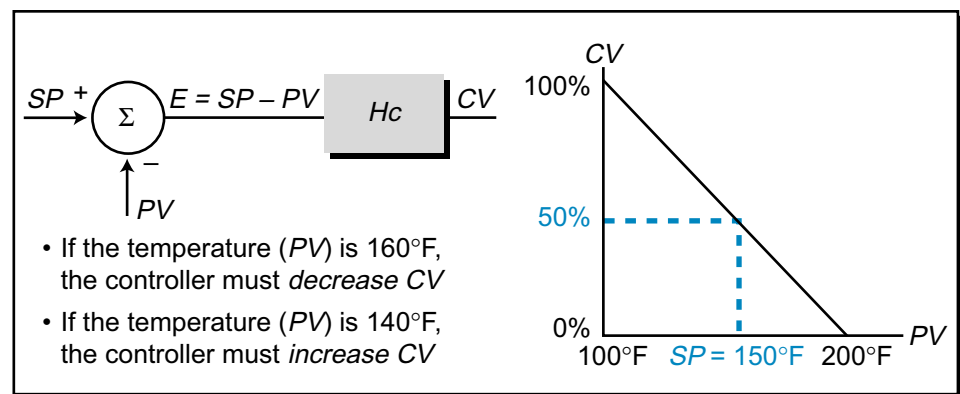 SP + Σ E = SP – PV Hc CV
–
PV
• If the temperature (PV) is 160°F,
the controller must decrease CV
• If the temperature (PV) is 140°F,
the controller must increase CV
CV
100%
50%
0%
PV
100°F SP = 150°F 200°F